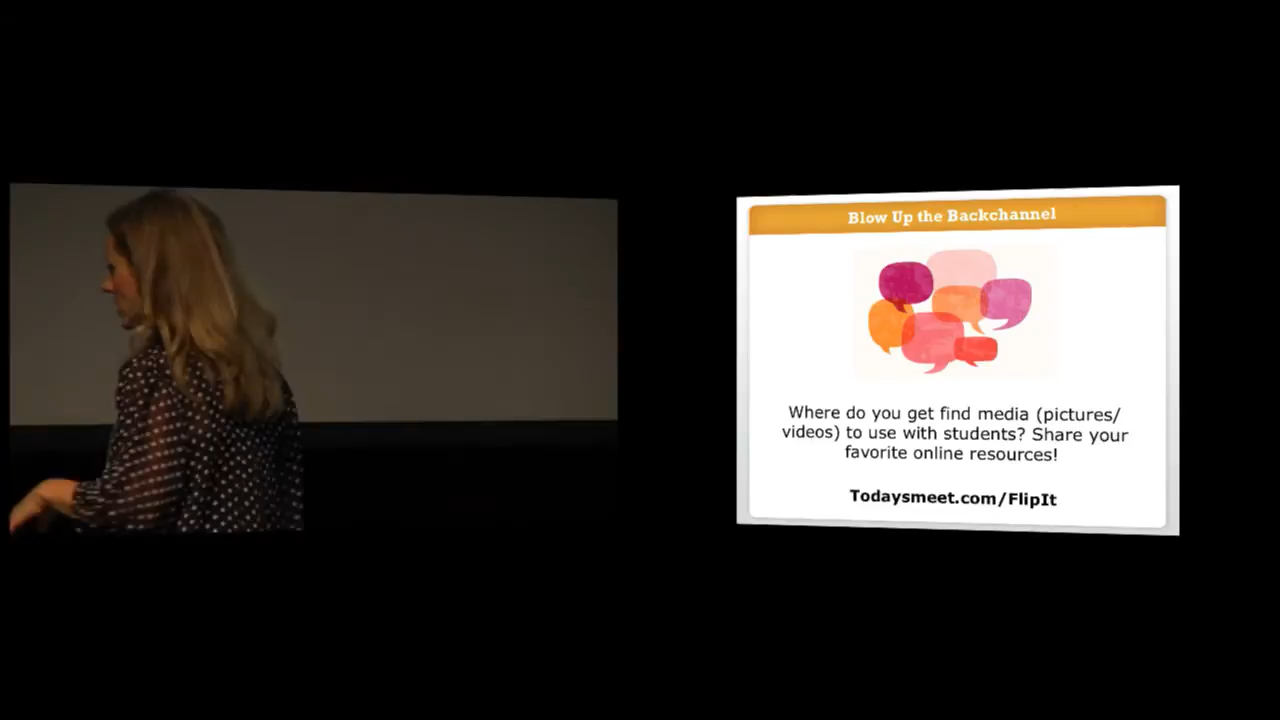 Blow Up the Backchannel
Where do you get find media (pictures/
videos) to use with students? Share your
favorite online resources!
Todaysmeet.com/FlipIt